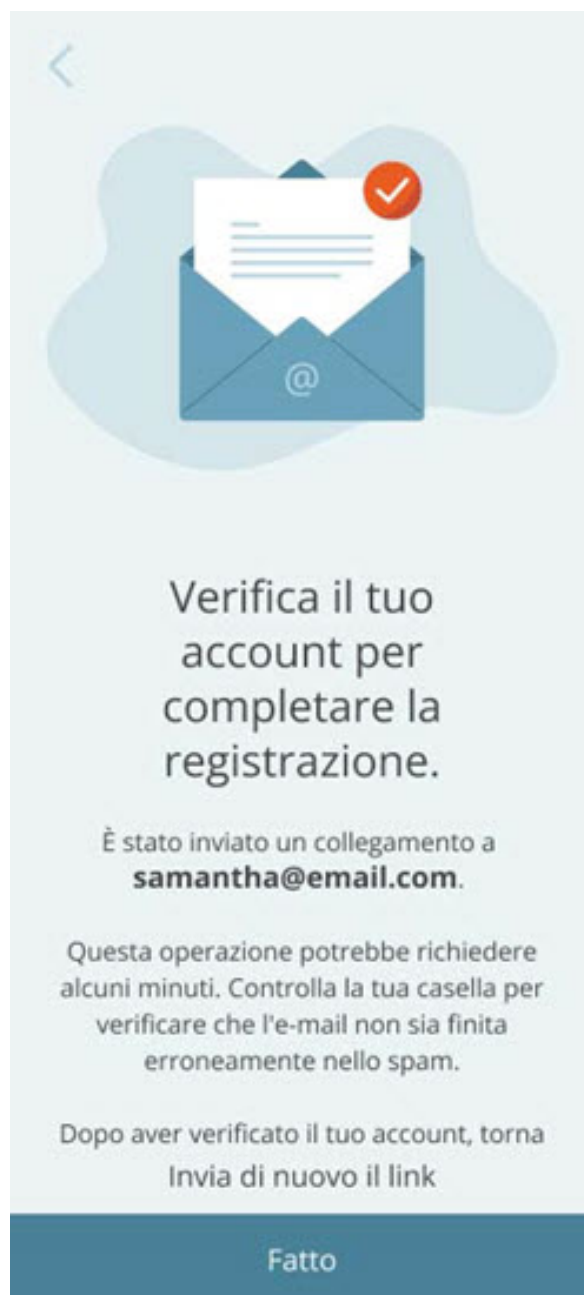 @
Verifica il tuo
account per
completare la
registrazione.
È stato inviato un collegamento a
samantha@email.com.
Questa operazione potrebbe richiedere
alcuni minuti. Controlla la tua casella per
verificare che l'e-mail non sia finita
erroneamente nello spam.
Dopo aver verificato il tuo account, torna
Invia di nuovo il link
Fatto